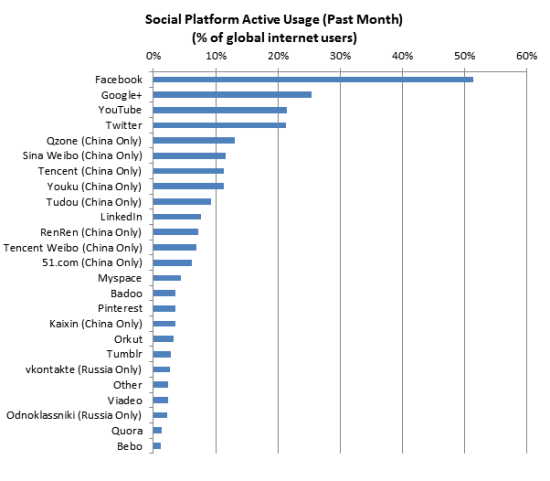 Social Platform Active Usage (Past Month)
(% of global internet users)
0% 10% 20% 30% 40% 50% 60%
Facebook
Google+
YouTube
Twitter
Qzone (China Only)
Sina Weibo (China Only)
Tencent (China Only)
Youku (China Only)
Tudou (China Only)
LinkedIn
RenRen (China Only)
Tencent Weibo (China Only)
51.com (China Only)
Myspace
Badoo
Pinterest
Kaixin (China Only)
Orkut
Tumblr
vkontakte (Russia Only)
Other
Viadeo
Odnoklassniki (Russia Only)
Quora
Bebo